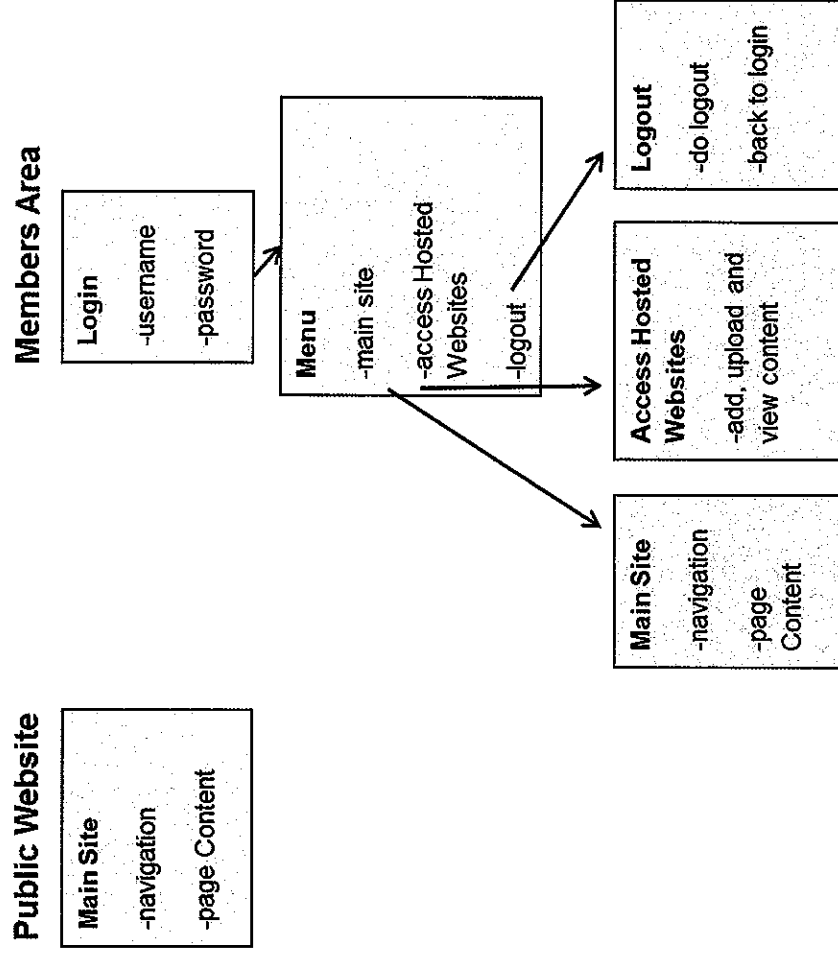 Public Website
Main Site
-navigation
-page Content
Members Area
Login
-username
-password
Menu
-main site
-access Hosted
Websites
-logout
Main Site
-navigation
-page
Content
Access Hosted
Websites
-add, upload and
view content
Logout
-do logout
-back to login